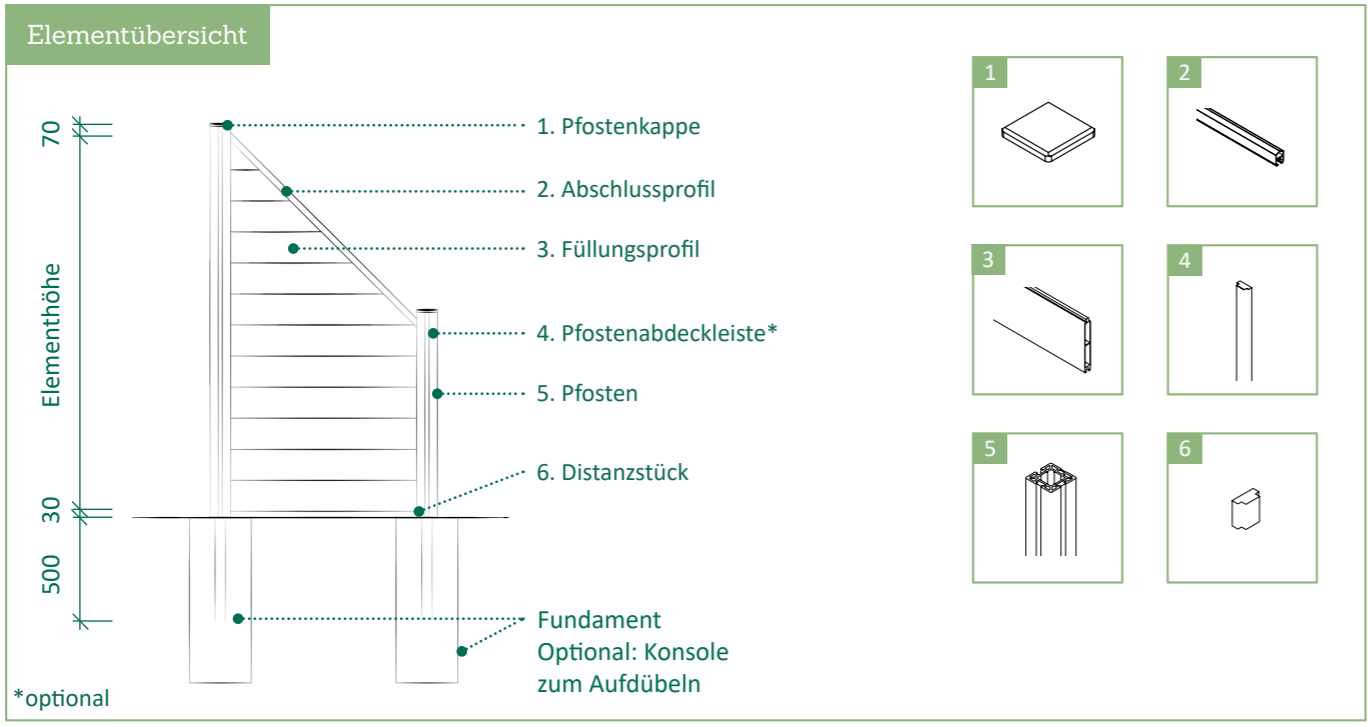 Elementübersicht
70
Elementhöhe
30
500
1. Pfostenkappe
2. Abschlussprofil
3. Füllungsprofil
4. Pfostenabdeckleiste*
5. Pfosten
6. Distanzstück
Fundament
Optional: Konsole
zum Aufdübeln
*optional
1
2
3
4
5
6